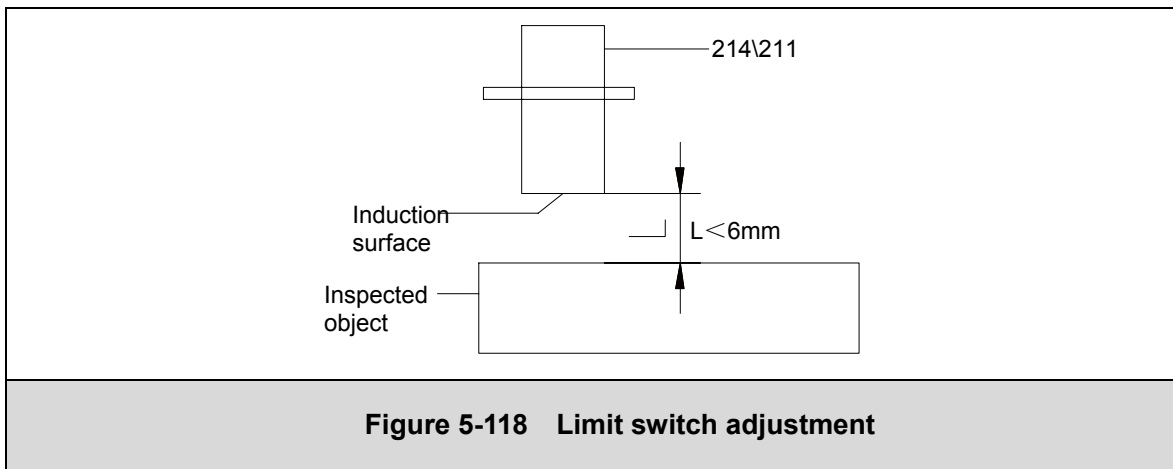 214\211
Induction
surface
L＜6mm
Inspected
object
Figure 5-118 Limit switch adjustment